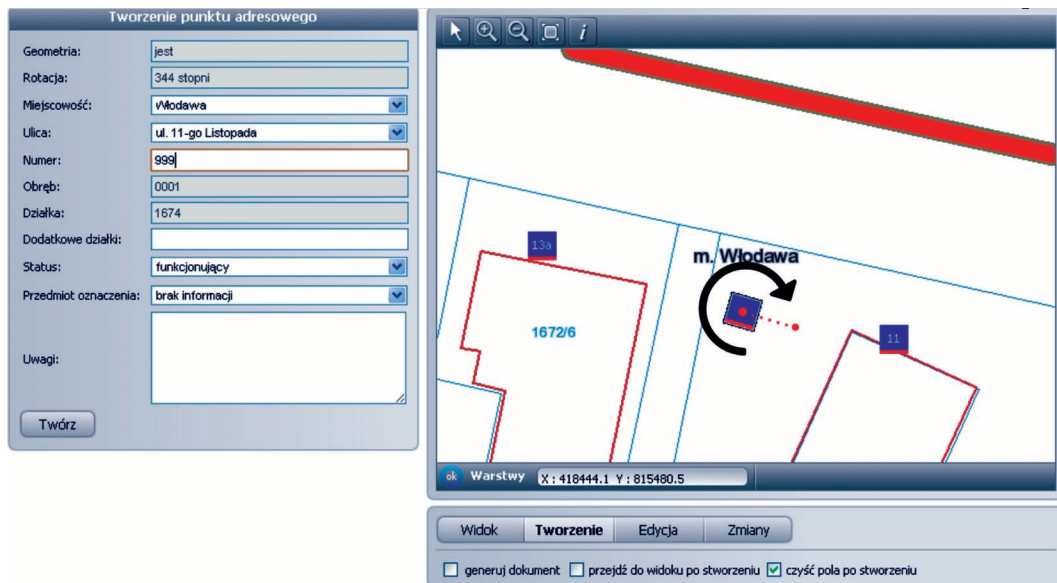 Tworzenie punktu adresowego
Geometria: jest
Rotacja: 344 stopni
Miejscowość: Włodawa
Ulica: ul. 11-go Listopada
Numer: 999
Obręb: 0001
Działka: 1674
Dodatkowe działki:
Status: funkcjonujący
Przedmiot oznaczenia: brak informacji
Uwagi:
Twórz
i
13a
m. Włodawa
1672/6
11
ok Warstwy X : 418444.1 Y : 815480.5
Widok Tworzenie Edycja Zmiany
generuj dokument przejdź do widoku po stworzeniu czyść pola po stworzeniu